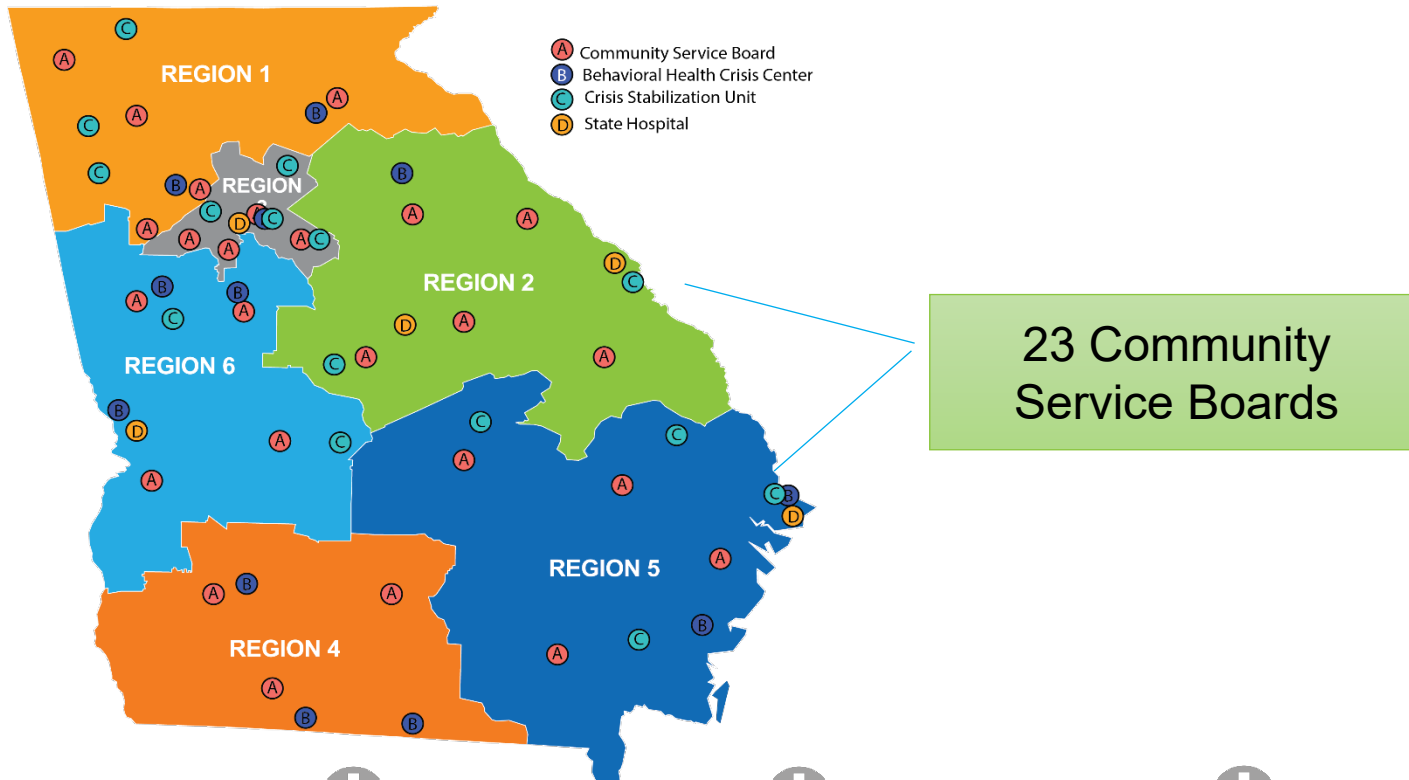 REGION 1
A Community Service Board
B Behavioral Health Crisis Center
C Crisis Stabilization Unit
D State Hospital
C
A
A
B
A
C
C
C
B
B
A
REGION
C
A
A
D
A
B
C
A
A
A
C
A
D
C
REGION 2
B
A
C
B
A
D
A
C
A
A
REGION 6
23 Community
Service Boards
B
D
A
C
A
C
C
A
A
C
B
D
A
B
A
A
REGION 5
A
B
C
A
REGION 4
A
B
B